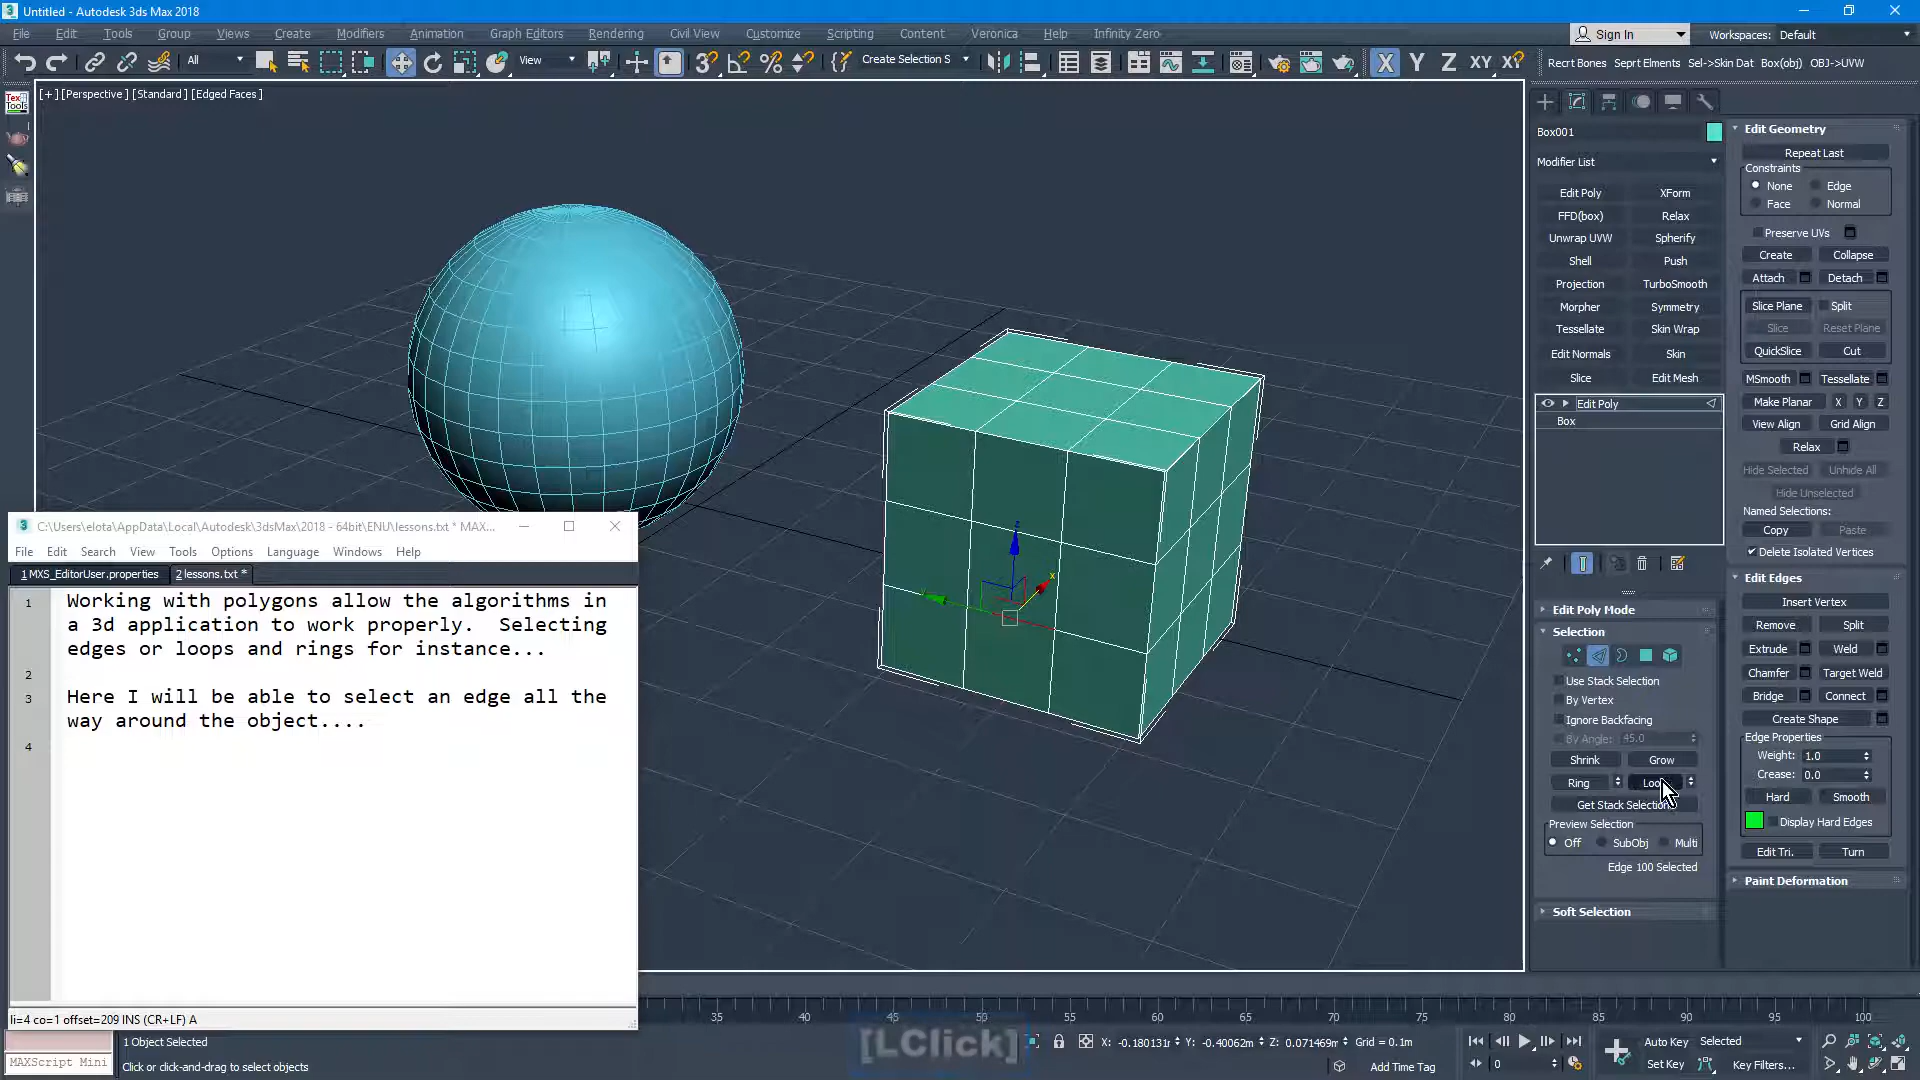 Untitled - Autodesk 3ds Max 2018
File Edit Tools Group Views Create Modifiers Animation Graph Editors Rendering Civil View Customize Scripting Content Veronica Help Infinity Zero
Sign In
Workspaces: Default
All
View
Create Selection S
X Y Z XY
Recrt Bones Seprt Elments Sel->Skin Dat Box(obj) OBJ->UVW
[+][Perspective][Standard][Edged Faces]
Box001
Modifier List
Edit Poly XForm
FFD(box) Relax
Unwrap UVW Spherify
Shell Push
Projection TurboSmooth
Morpher Symmetry
Tessellate Skin Wrap
Edit Normals Skin
Slice Edit Mesh
Edit Poly
Box
Edit Poly Mode
Selection
Use Stack Selection
By Vertex
Ignore Backfacing
By Angle: 45.0
Shrink Grow
Ring
Get Stack Selection
Preview Selection
Off SubObj Multi
Edge 100 Selected
Soft Selection
Edit Geometry
Repeat Last
Constraints
None Edge
Face Normal
Preserve UVs
Create Collapse
Attach Detach
Slice Plane Split
Slice Reset Plane
QuickSlice Cut
MSmooth Tessellate
Make Planar X Y Z
View Align Grid Align
Relax
Hide Selected Unhide All
Hide Unselected
Named Selections:
Copy Paste
Delete Isolated Vertices
Edit Edges
Insert Vertex
Remove Split
Extrude Weld
Chamfer Target Weld
Bridge Connect
Create Shape
Edge Properties
Weight: 1.0
Crease: 0.0
Hard Smooth
Display Hard Edges
Edit Tri. Turn
Paint Deformation
C:\Users\elota\AppData\Local\Autodesk\3dsMax\2018 - 64bit\ENU\lessons.txt * MAX...
File Edit Search View Tools Options Language Windows Help
1 MXS_EditorUser.properties 2 lessons.txt *
1 Working with polygons allow the algorithms in
a 3d application to work properly. Selecting
edges or loops and rings for instance...
2
3 Here I will be able to select an edge all the
way around the object....
4
li=4 co=1 offset=209 INS (CR+LF) A
40 45 50 55 60 65 70 75 80 85 90 95 100
MAXScript Mini
1 Object Selected
Click or click-and-drag to select objects
[LClick]
X: -0.180131r Y: -0.40062m Z: 0.071469m Grid = 0.1m
Add Time Tag
0
Auto Key Selected
Set Key Key Filters...